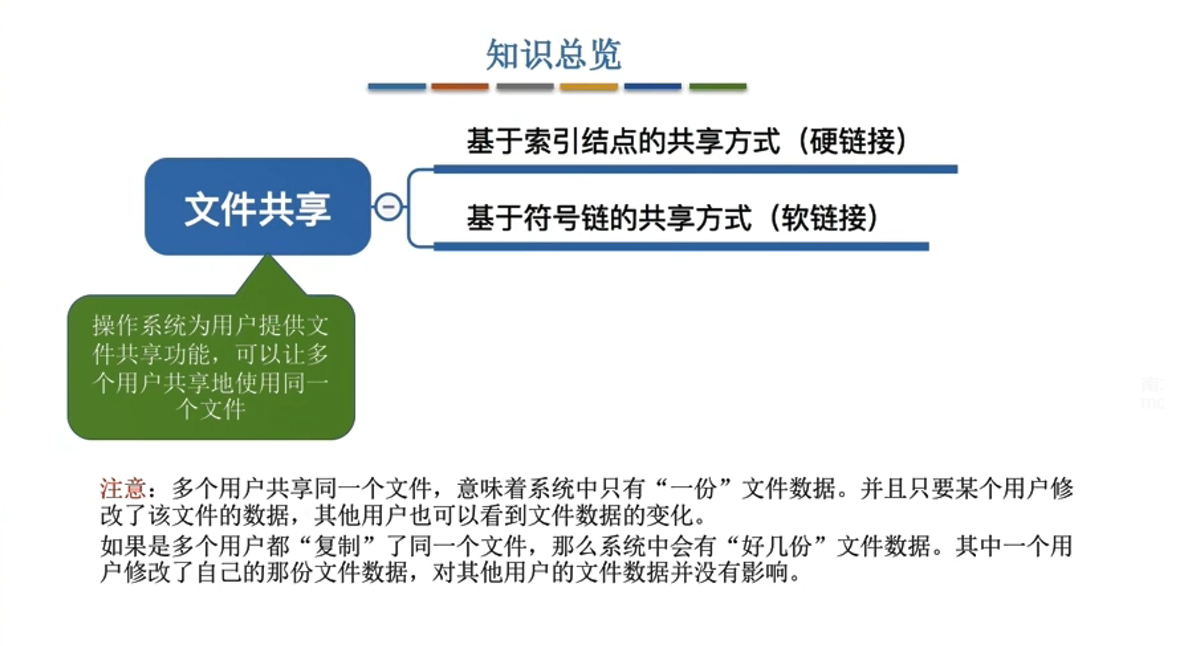 知识总览
基于索引结点的共享方式（硬链接）
文件共享
基于符号链的共享方式（软链接）
操作系统为用户提供文
件共享功能，可以让多
个用户共享地使用同一
个文件
注意：多个用户共享同一个文件，意味着系统中只有“一份”文件数据。并且只要某个用户修
改了该文件的数据，其他用户也可以看到文件数据的变化。
如果是多个用户都“复制”了同一个文件，那么系统中会有“好几份”文件数据。其中一个用
户修改了自己的那份文件数据，对其他用户的文件数据并没有影响。